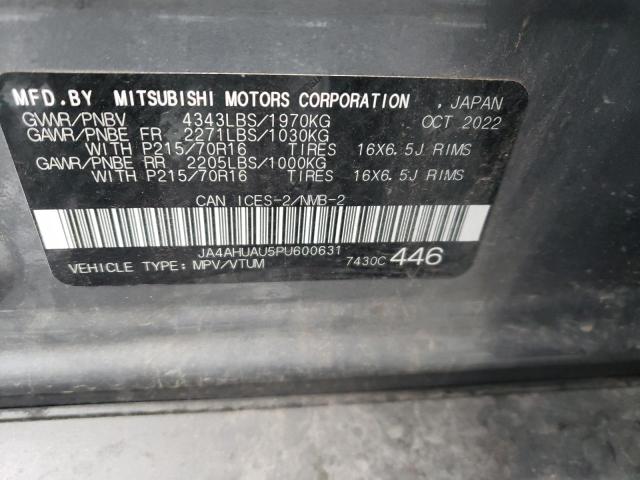 MFD.BY MITSUBISHI MOTORS CORPORATION , JAPAN
GVWR/PNBV 4343LBS/1970KG OCT 2022
GAWR/PNBE FR 2271LBS/1030KG
WITH P215/70R16 TIRES 16X6.5J RIMS
GAWR/PNBE RR 2205LBS/1000KG
WITH P215/70R16 TIRES 16X6.5J RIMS
CAN ICES-2/NMB-2
JA4AHUAU5PU600631
VEHICLE TYPE: MPV/VTUM 7430C 446